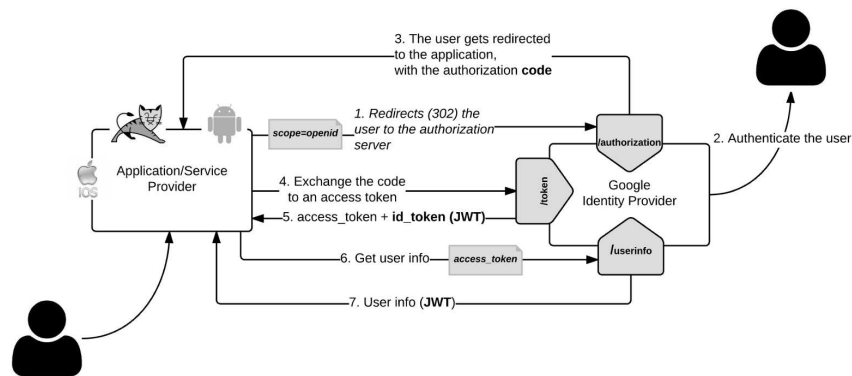 3. The user gets redirected
to the application,
with the authorization code
scope=openid
1. Redirects (302) the
user to the authorization
server
/authorization
2. Authenticate the user
iOS
Application/Service
Provider
4. Exchange the code
to an access token
/token
Google
Identity Provider
5. access_token + id_token (JWT)
6. Get user info
access_token
/userinfo
7. User info (JWT)